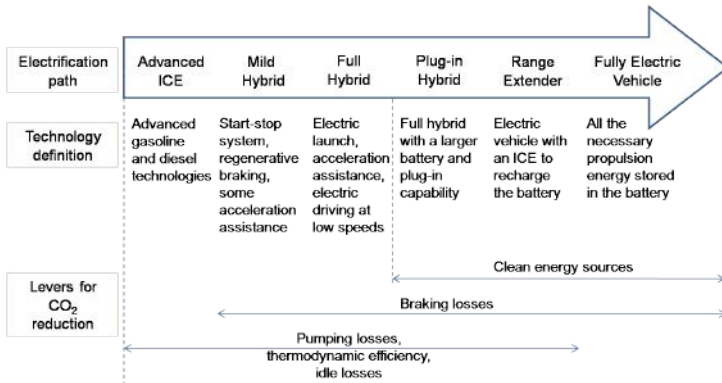 Electrification
path
Advanced
ICE
Mild
Hybrid
Full
Hybrid
Plug-in
Hybrid
Range
Extender
Fully Electric
Vehicle
Technology
definition
Advanced
gasoline
and diesel
technologies
Start-stop
system,
regenerative
braking,
some
acceleration
assistance
Electric
launch,
acceleration
assistance,
electric
driving at
low speeds
Full hybrid
with a larger
battery and
plug-in
capability
Electric
vehicle with
an ICE to
recharge
the battery
All the
necessary
propulsion
energy stored
in the battery
Levers for
CO₂
reduction
Clean energy sources
Braking losses
Pumping losses,
thermodynamic efficiency,
idle losses